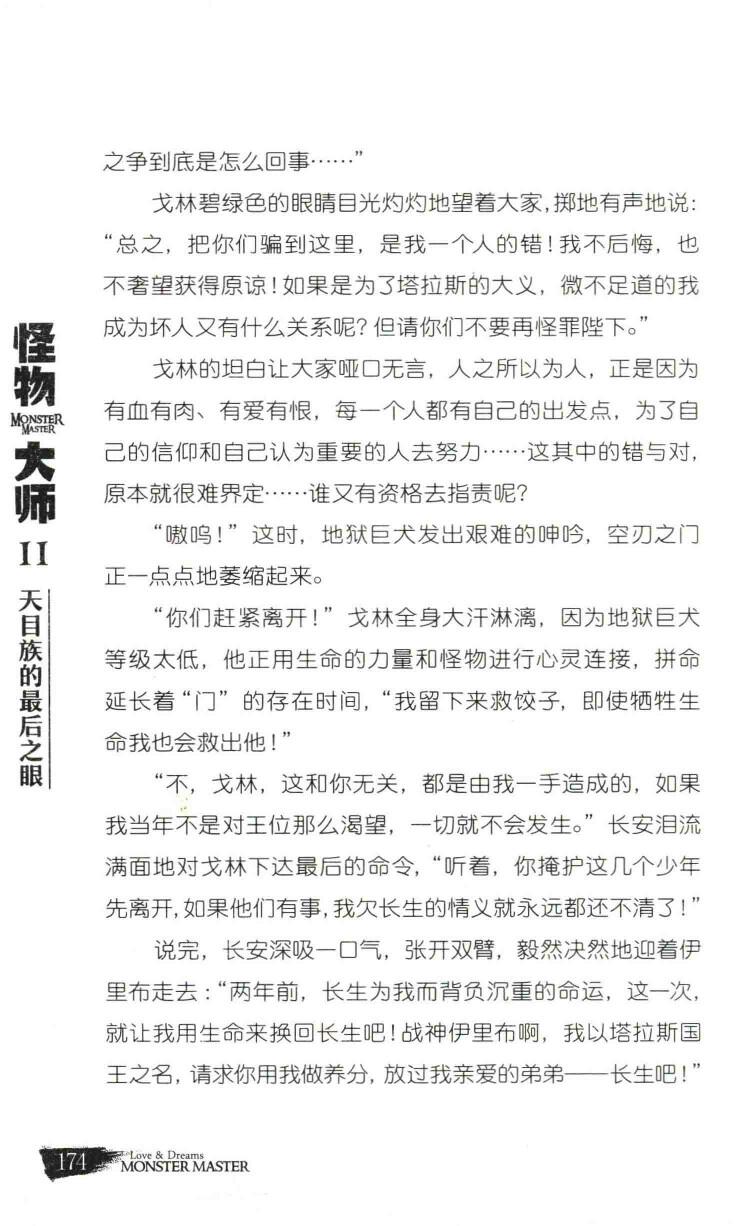 之争到底是怎么回事……”
戈林碧绿色的眼睛目光灼灼地望着大家,掷地有声地说：
“总之，把你们骗到这里，是我一个人的错！我不后悔，也
不奢望获得原谅！如果是为了塔拉斯的大义，微不足道的我
成为坏人又有什么关系呢？但请你们不要再怪罪陛下。”
戈林的坦白让大家哑口无言，人之所以为人，正是因为
有血有肉、有爱有恨，每一个人都有自己的出发点，为了自
己的信仰和自己认为重要的人去努力……这其中的错与对，
原本就很难界定……谁又有资格去指责呢？
“嗷呜！”这时，地狱巨犬发出艰难的呻吟，空刃之门
正一点点地萎缩起来。
“你们赶紧离开！”戈林全身大汗淋漓，因为地狱巨犬
等级太低，他正用生命的力量和怪物进行心灵连接，拼命
延长着“门”的存在时间，“我留下来救饺子，即使牺牲生
命我也会救出他！”
“不，戈林，这和你无关，都是由我一手造成的，如果
我当年不是对王位那么渴望，一切就不会发生。”长安泪流
满面地对戈林下达最后的命令，“听着，你掩护这几个少年
先离开,如果他们有事,我欠长生的情义就永远都还不清了！”
说完，长安深吸一口气，张开双臂，毅然决然地迎着伊
里布走去：“两年前，长生为我而背负沉重的命运，这一次，
就让我用生命来换回长生吧！战神伊里布啊，我以塔拉斯国
王之名，请求你用我做养分，放过我亲爱的弟弟——长生吧！”
怪物
MONSTER
MASTER
大师
II
天目族的最后之眼
174
Love & Dreams
MONSTER MASTER